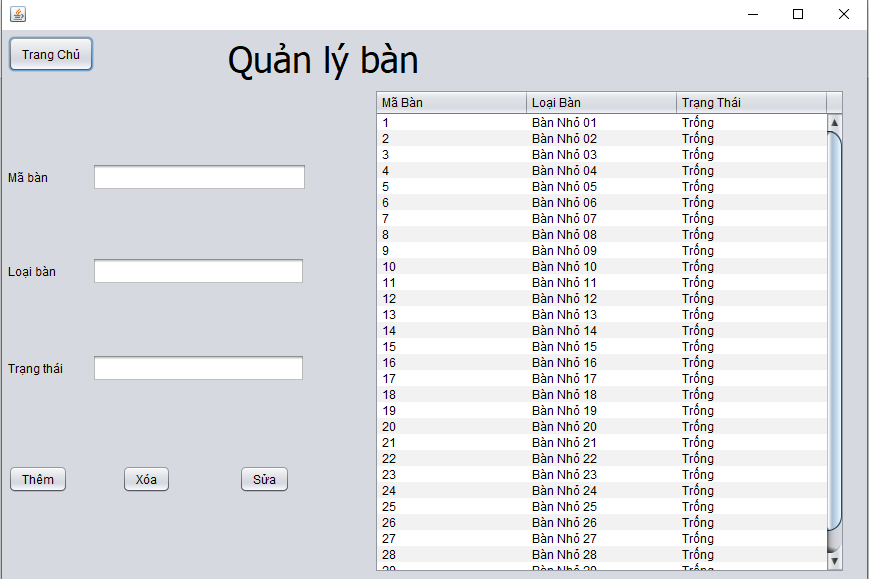 Trang Chủ
Quản lý bàn
Mã bàn
Loại bàn
Trạng thái
Thêm Xóa Sửa
Mã Bàn Loại Bàn Trạng Thái
1 Bàn Nhỏ 01 Trống
2 Bàn Nhỏ 02 Trống
3 Bàn Nhỏ 03 Trống
4 Bàn Nhỏ 04 Trống
5 Bàn Nhỏ 05 Trống
6 Bàn Nhỏ 06 Trống
7 Bàn Nhỏ 07 Trống
8 Bàn Nhỏ 08 Trống
9 Bàn Nhỏ 09 Trống
10 Bàn Nhỏ 10 Trống
11 Bàn Nhỏ 11 Trống
12 Bàn Nhỏ 12 Trống
13 Bàn Nhỏ 13 Trống
14 Bàn Nhỏ 14 Trống
15 Bàn Nhỏ 15 Trống
16 Bàn Nhỏ 16 Trống
17 Bàn Nhỏ 17 Trống
18 Bàn Nhỏ 18 Trống
19 Bàn Nhỏ 19 Trống
20 Bàn Nhỏ 20 Trống
21 Bàn Nhỏ 21 Trống
22 Bàn Nhỏ 22 Trống
23 Bàn Nhỏ 23 Trống
24 Bàn Nhỏ 24 Trống
25 Bàn Nhỏ 25 Trống
26 Bàn Nhỏ 26 Trống
27 Bàn Nhỏ 27 Trống
28 Bàn Nhỏ 28 Trống
29 Bàn Nhỏ 29 Trống